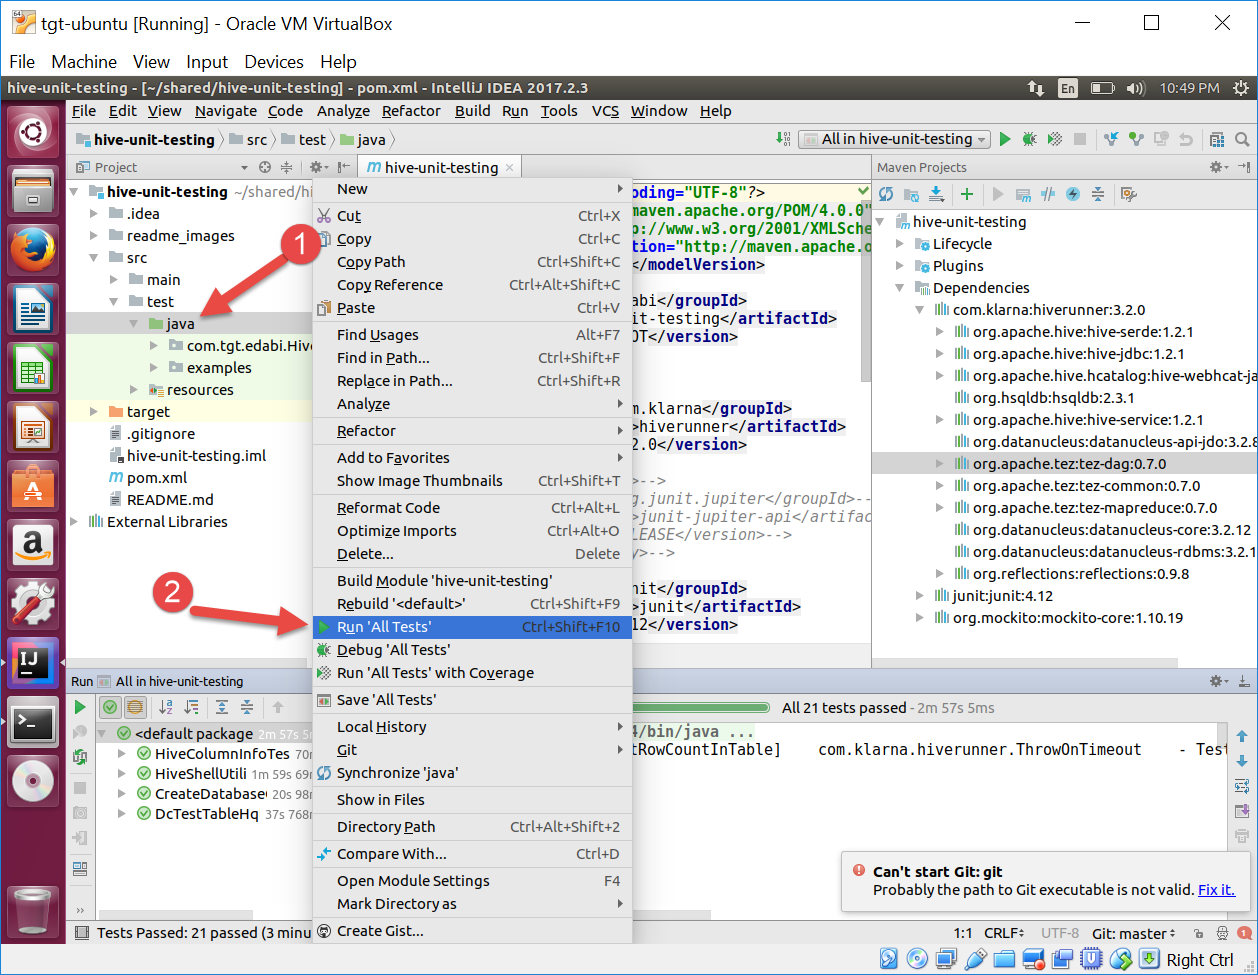 tgt-ubuntu [Running] - Oracle VM VirtualBox
File Machine View Input Devices Help
hive-unit-testing - [~/shared/hive-unit-testing] - pom.xml - IntelliJ IDEA 2017.2.3
En 10:49 PM
File Edit View Navigate Code Analyze Refactor Build Run Tools VCS Window Help
hive-unit-testing src test java
All in hive-unit-testing
Project
hive-unit-testing
Maven Projects
hive-unit-testing ~/shared/hi
.idea
readme_images
src
main
test
java
com.tgt.edabi.Hiv
examples
resources
target
.gitignore
hive-unit-testing.iml
pom.xml
README.md
External Libraries
1
2
New
Cut Ctrl+X
Copy Ctrl+C
Copy Path Ctrl+Shift+C
Copy Reference Ctrl+Alt+Shift+C
Paste Ctrl+V
Find Usages Alt+F7
Find in Path... Ctrl+Shift+F
Replace in Path... Ctrl+Shift+R
Analyze
Refactor
Add to Favorites
Show Image Thumbnails Ctrl+Shift+T
Reformat Code Ctrl+Alt+L
Optimize Imports Ctrl+Alt+O
Delete... Delete
Build Module 'hive-unit-testing'
Rebuild '<default>' Ctrl+Shift+F9
Run 'All Tests' Ctrl+Shift+F10
Debug 'All Tests'
Run 'All Tests' with Coverage
Save 'All Tests'
Local History
Git
Synchronize 'java'
Show in Files
Directory Path Ctrl+Alt+Shift+2
Compare With... Ctrl+D
Open Module Settings F4
Mark Directory as
Create Gist...
oding="UTF-8"?>
maven.apache.org/POM/4.0.0"
p://www.w3.org/2001/XMLSche
tion="http://maven.apache.o
</modelVersion>
abi</groupId>
it-testing</artifactId>
OT</version>
m.klarna</groupId>
>hiverunner</artifactId>
2.0</version>
>-->
g.junit.jupiter</groupId>--
>junit-jupiter-api</artifac
LEASE</version>-->
y>-->
nit</groupId>
>junit</artifactId>
12</version>
hive-unit-testing
Lifecycle
Plugins
Dependencies
com.klarna:hiverunner:3.2.0
org.apache.hive:hive-serde:1.2.1
org.apache.hive:hive-jdbc:1.2.1
org.apache.hive.hcatalog:hive-webhcat-ja
org.hsqldb:hsqldb:2.3.1
org.apache.hive:hive-service:1.2.1
org.datanucleus:datanucleus-api-jdo:3.2.8
org.apache.tez:tez-dag:0.7.0
org.apache.tez:tez-common:0.7.0
org.apache.tez:tez-mapreduce:0.7.0
org.datanucleus:datanucleus-core:3.2.12
org.datanucleus:datanucleus-rdbms:3.2.1
org.reflections:reflections:0.9.8
junit:junit:4.12
org.mockito:mockito-core:1.10.19
Run All in hive-unit-testing
All 21 tests passed - 2m 57s 5ms
<default package 2m 57s 5
HiveColumnInfoTes 70
HiveShellUtili 1m 59s 69
CreateDatabase 20s 98
DcTestTableHq 37s 768
4/bin/java ...
tRowCountInTable] com.klarna.hiverunner.ThrowOnTimeout - Test
Can't start Git: git
Probably the path to Git executable is not valid. Fix it.
Tests Passed: 21 passed (3 minu
1:1 CRLF UTF-8 Git: master 1
Right Ctrl